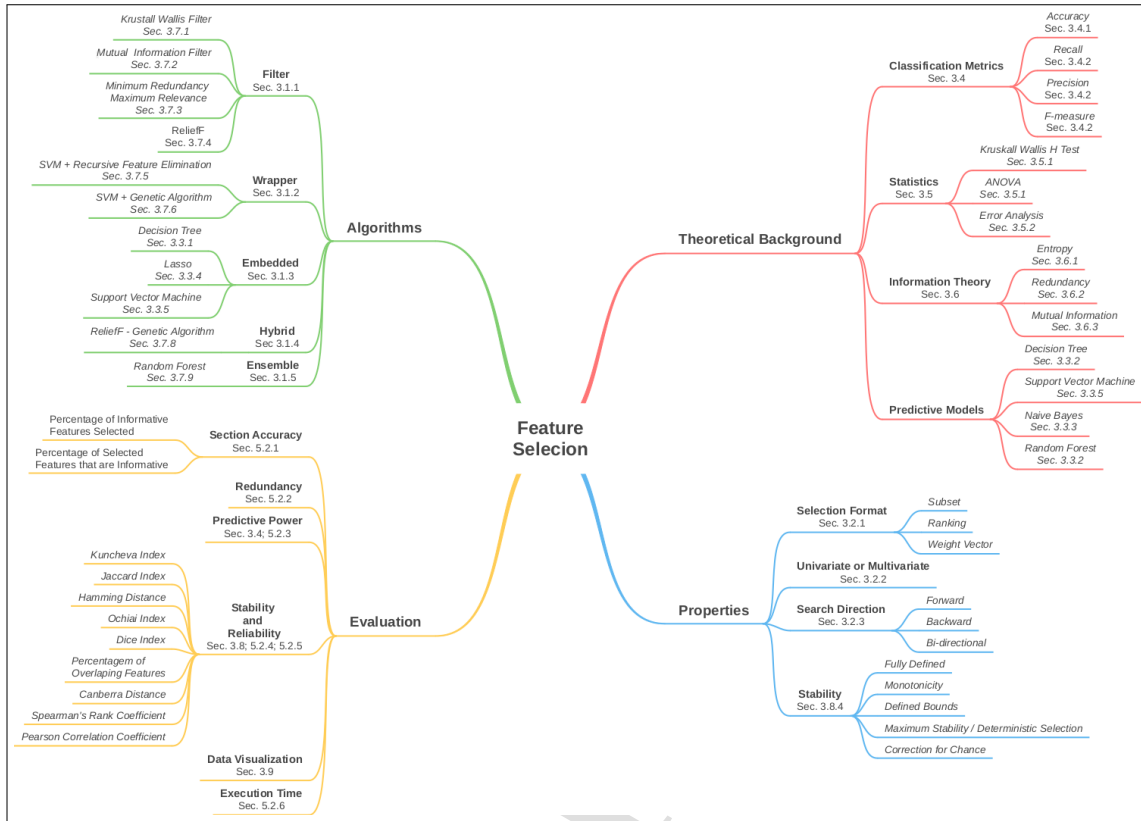 Feature
Selecion
Algorithms
Filter
Sec. 3.1.1
Krustall Wallis Filter
Sec. 3.7.1
Mutual Information Filter
Sec. 3.7.2
Minimum Redundancy
Maximum Relevance
Sec. 3.7.3
ReliefF
Sec. 3.7.4
Wrapper
Sec. 3.1.2
SVM + Recursive Feature Elimination
Sec. 3.7.5
SVM + Genetic Algorithm
Sec. 3.7.6
Embedded
Sec. 3.1.3
Decision Tree
Sec. 3.3.1
Lasso
Sec. 3.3.4
Support Vector Machine
Sec. 3.3.5
Hybrid
Sec 3.1.4
ReliefF - Genetic Algorithm
Sec. 3.7.8
Ensemble
Sec. 3.1.5
Random Forest
Sec. 3.7.9
Theoretical Background
Classification Metrics
Sec. 3.4
Accuracy
Sec. 3.4.1
Recall
Sec. 3.4.2
Precision
Sec. 3.4.2
F-measure
Sec. 3.4.2
Statistics
Sec. 3.5
Kruskall Wallis H Test
Sec. 3.5.1
ANOVA
Sec. 3.5.1
Error Analysis
Sec. 3.5.2
Information Theory
Sec. 3.6
Entropy
Sec. 3.6.1
Redundancy
Sec. 3.6.2
Mutual Information
Sec. 3.6.3
Predictive Models
Decision Tree
Sec. 3.3.2
Support Vector Machine
Sec. 3.3.5
Naive Bayes
Sec. 3.3.3
Random Forest
Sec. 3.3.2
Evaluation
Section Accuracy
Sec. 5.2.1
Percentage of Informative
Features Selected
Percentage of Selected
Features that are Informative
Redundancy
Sec. 5.2.2
Predictive Power
Sec. 3.4; 5.2.3
Stability
and
Reliability
Sec. 3.8; 5.2.4; 5.2.5
Kuncheva Index
Jaccard Index
Hamming Distance
Ochiai Index
Dice Index
Percentagem of
Overlaping Features
Canberra Distance
Spearman's Rank Coefficient
Pearson Correlation Coefficient
Data Visualization
Sec. 3.9
Execution Time
Sec. 5.2.6
Properties
Selection Format
Sec. 3.2.1
Subset
Ranking
Weight Vector
Univariate or Multivariate
Sec. 3.2.2
Search Direction
Sec. 3.2.3
Forward
Backward
Bi-directional
Stability
Sec. 3.8.4
Fully Defined
Monotonicity
Defined Bounds
Maximum Stability / Deterministic Selection
Correction for Chance